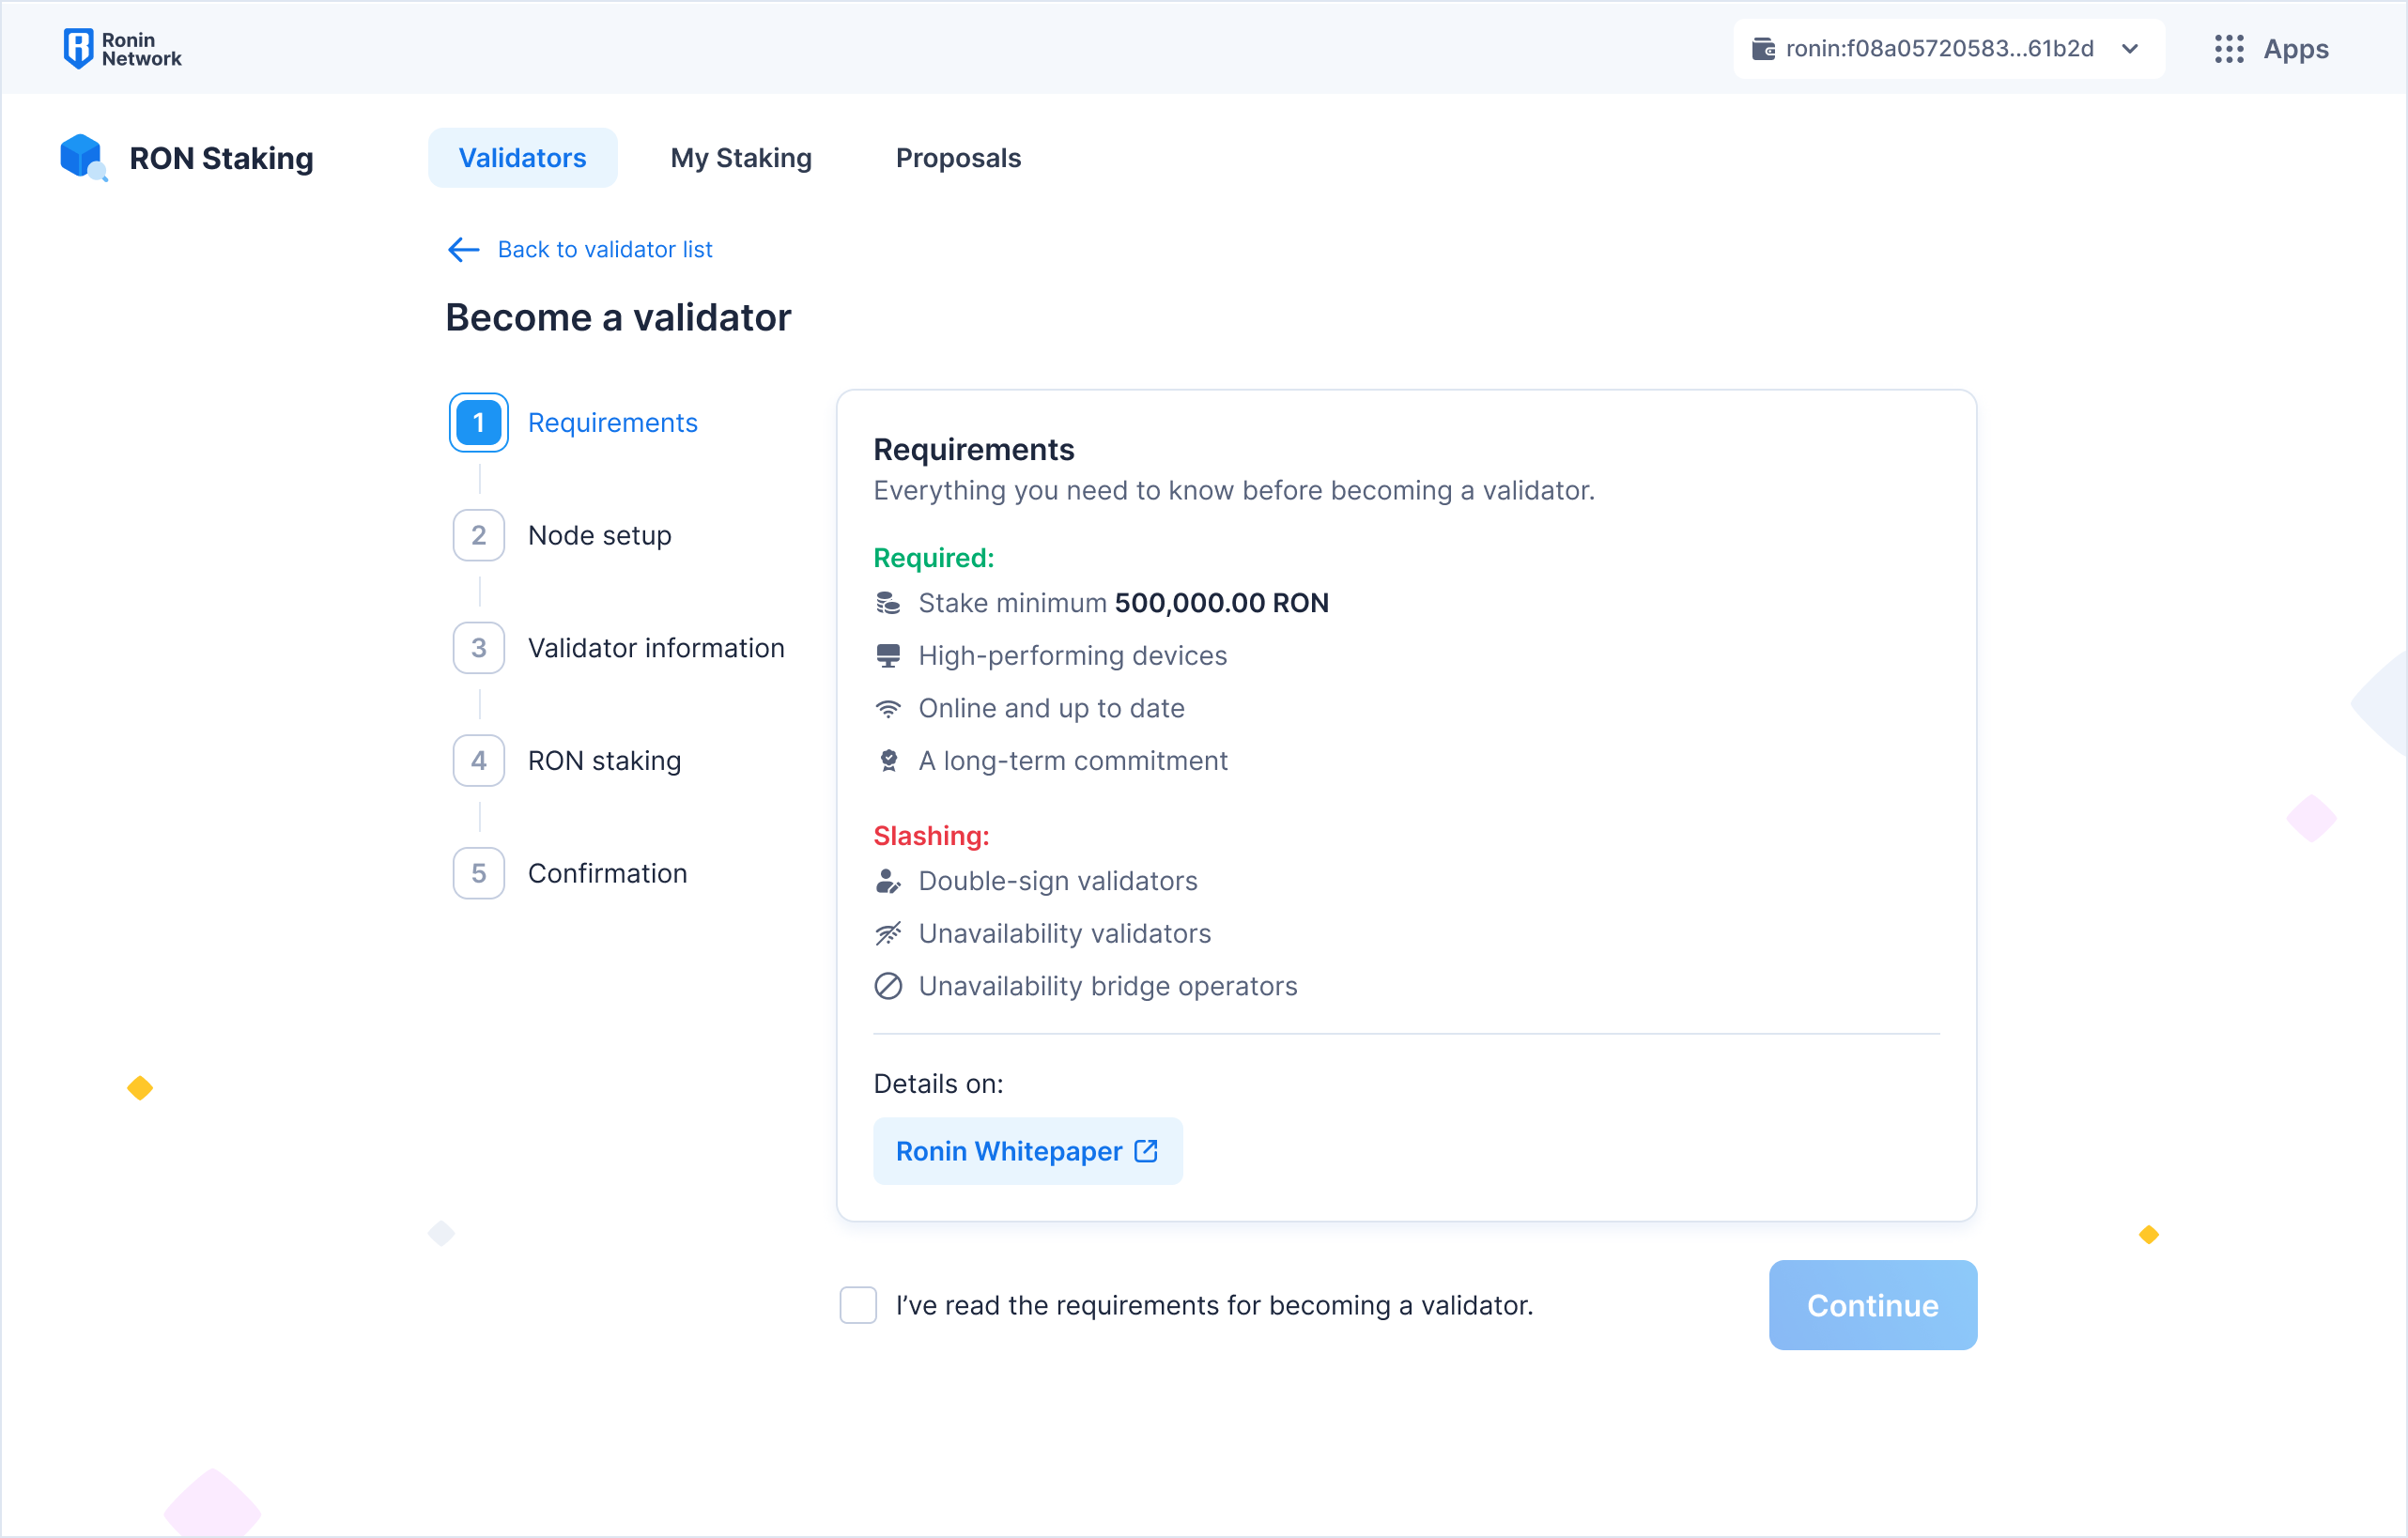 Ronin
Network
ronin:f08a05720583...61b2d
Apps
RON Staking
Validators
My Staking
Proposals
Back to validator list
Become a validator
1
Requirements
2
Node setup
3
Validator information
4
RON staking
5
Confirmation
Requirements
Everything you need to know before becoming a validator.
Required:
Stake minimum 500,000.00 RON
High-performing devices
Online and up to date
A long-term commitment
Slashing:
Double-sign validators
Unavailability validators
Unavailability bridge operators
Details on:
Ronin Whitepaper
I’ve read the requirements for becoming a validator.
Continue